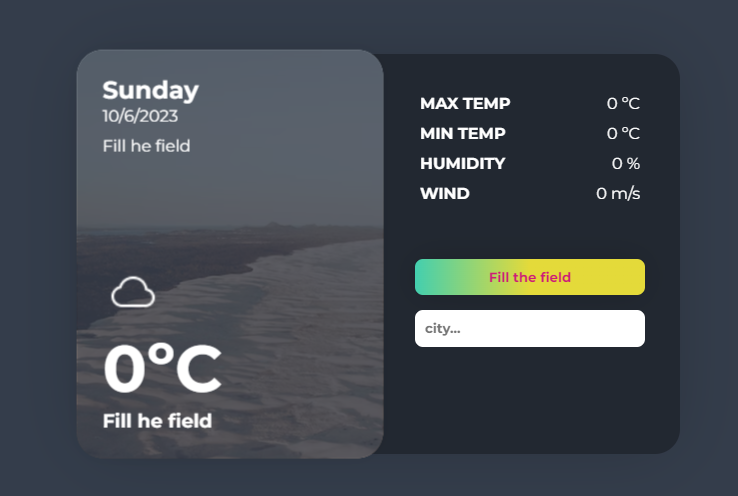 Sunday
10/6/2023
Fill he field
0°C
Fill he field
MAX TEMP 0 °C
MIN TEMP 0 °C
HUMIDITY 0 %
WIND 0 m/s
Fill the field
city...